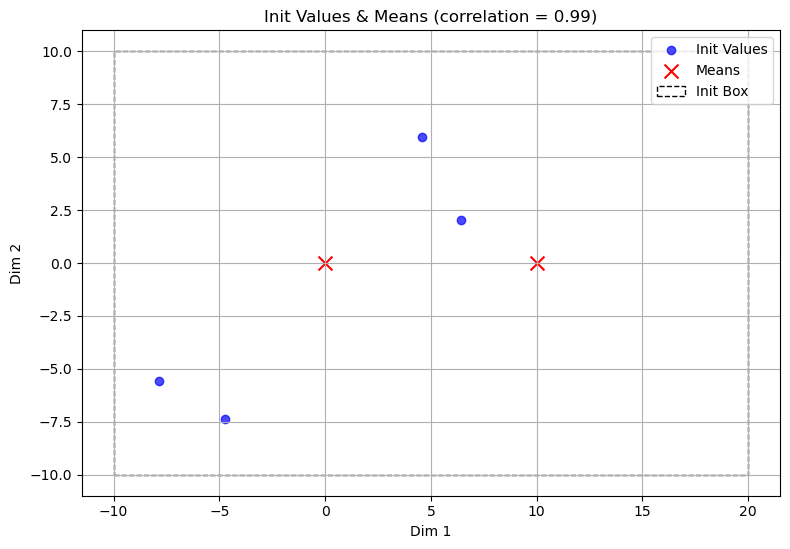 Init Values & Means (correlation = 0.99)
Init Values
Means
Init Box
10.0
7.5
5.0
2.5
0.0
−2.5
−5.0
−7.5
−10.0
Dim 2
−10
−5
0
5
10
15
20
Dim 1